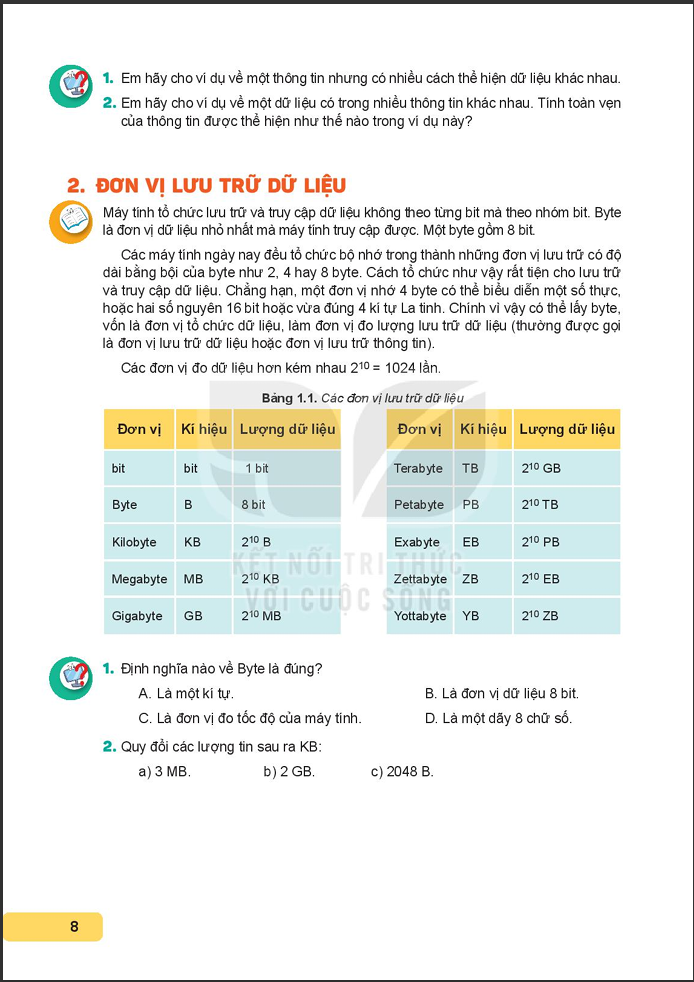 1. Em hãy cho ví dụ về một thông tin nhưng có nhiều cách thể hiện dữ liệu khác nhau.
2. Em hãy cho ví dụ về một dữ liệu có trong nhiều thông tin khác nhau. Tính toàn vẹn
của thông tin được thể hiện như thế nào trong ví dụ này?
2. ĐƠN VỊ LƯU TRỮ DỮ LIỆU
Máy tính tổ chức lưu trữ và truy cập dữ liệu không theo từng bit mà theo nhóm bit. Byte
là đơn vị dữ liệu nhỏ nhất mà máy tính truy cập được. Một byte gồm 8 bit.
Các máy tính ngày nay đều tổ chức bộ nhớ trong thành những đơn vị lưu trữ có độ
dài bằng bội của byte như 2, 4 hay 8 byte. Cách tổ chức như vậy rất tiện cho lưu trữ
và truy cập dữ liệu. Chẳng hạn, một đơn vị nhớ 4 byte có thể biểu diễn một số thực,
hoặc hai số nguyên 16 bit hoặc vừa đúng 4 kí tự La tinh. Chính vì vậy có thể lấy byte,
vốn là đơn vị tổ chức dữ liệu, làm đơn vị đo lượng lưu trữ dữ liệu (thường được gọi
là đơn vị lưu trữ dữ liệu hoặc đơn vị lưu trữ thông tin).
Các đơn vị đo dữ liệu hơn kém nhau 2¹⁰ = 1024 lần.
Bảng 1.1. Các đơn vị lưu trữ dữ liệu
Đơn vị Kí hiệu Lượng dữ liệu
bit bit 1 bit
Byte B 8 bit
Kilobyte KB 2¹⁰ B
Megabyte MB 2¹⁰ KB
Gigabyte GB 2¹⁰ MB
Đơn vị Kí hiệu Lượng dữ liệu
Terabyte TB 2¹⁰ GB
Petabyte PB 2¹⁰ TB
Exabyte EB 2¹⁰ PB
Zettabyte ZB 2¹⁰ EB
Yottabyte YB 2¹⁰ ZB
KẾT NỐI TRI THỨC
VỚI CUỘC SỐNG
1. Định nghĩa nào về Byte là đúng?
A. Là một kí tự. B. Là đơn vị dữ liệu 8 bit.
C. Là đơn vị đo tốc độ của máy tính. D. Là một dãy 8 chữ số.
2. Quy đổi các lượng tin sau ra KB:
a) 3 MB. b) 2 GB. c) 2048 B.
8